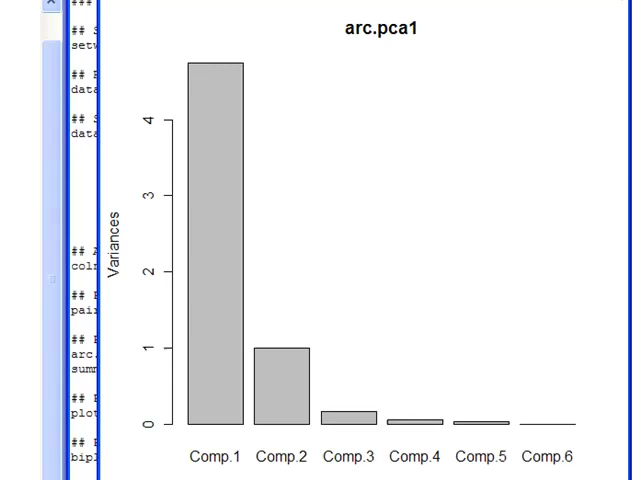 ###
## S
setw
## R
data
## S
data
## A
coln
## P
pair
## P
arc.
summ
## P
plot
## P
bipl
arc.pca1
Variances
4
3
2
1
0
Comp.1 Comp.2 Comp.3 Comp.4 Comp.5 Comp.6